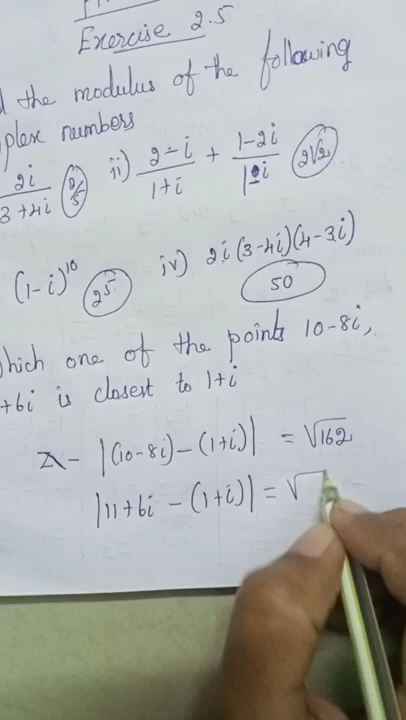 Exercise 2.5
the modulus of the following
plex numbers
2i/3+4i (2/5) ii) 2-i/1+i + 1-2i/1-i (2√2)
(1-i)^10 (2^5) iv) 2i(3-4i)(4-3i) (50)
which one of the points 10-8i,
+6i is closest to 1+i
|(10-8i)-(1+i)| = √162
|11+6i - (1+i)| = √